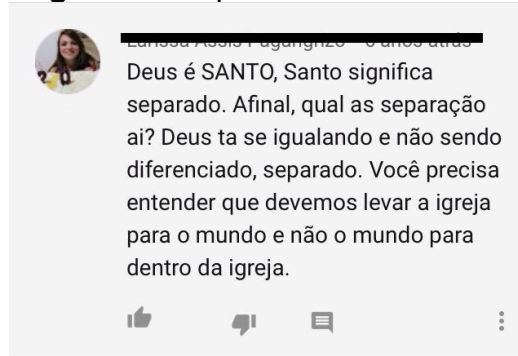 Deus é SANTO, Santo significa
separado. Afinal, qual as separação
ai? Deus ta se igualando e não sendo
diferenciado, separado. Você precisa
entender que devemos levar a igreja
para o mundo e não o mundo para
dentro da igreja.